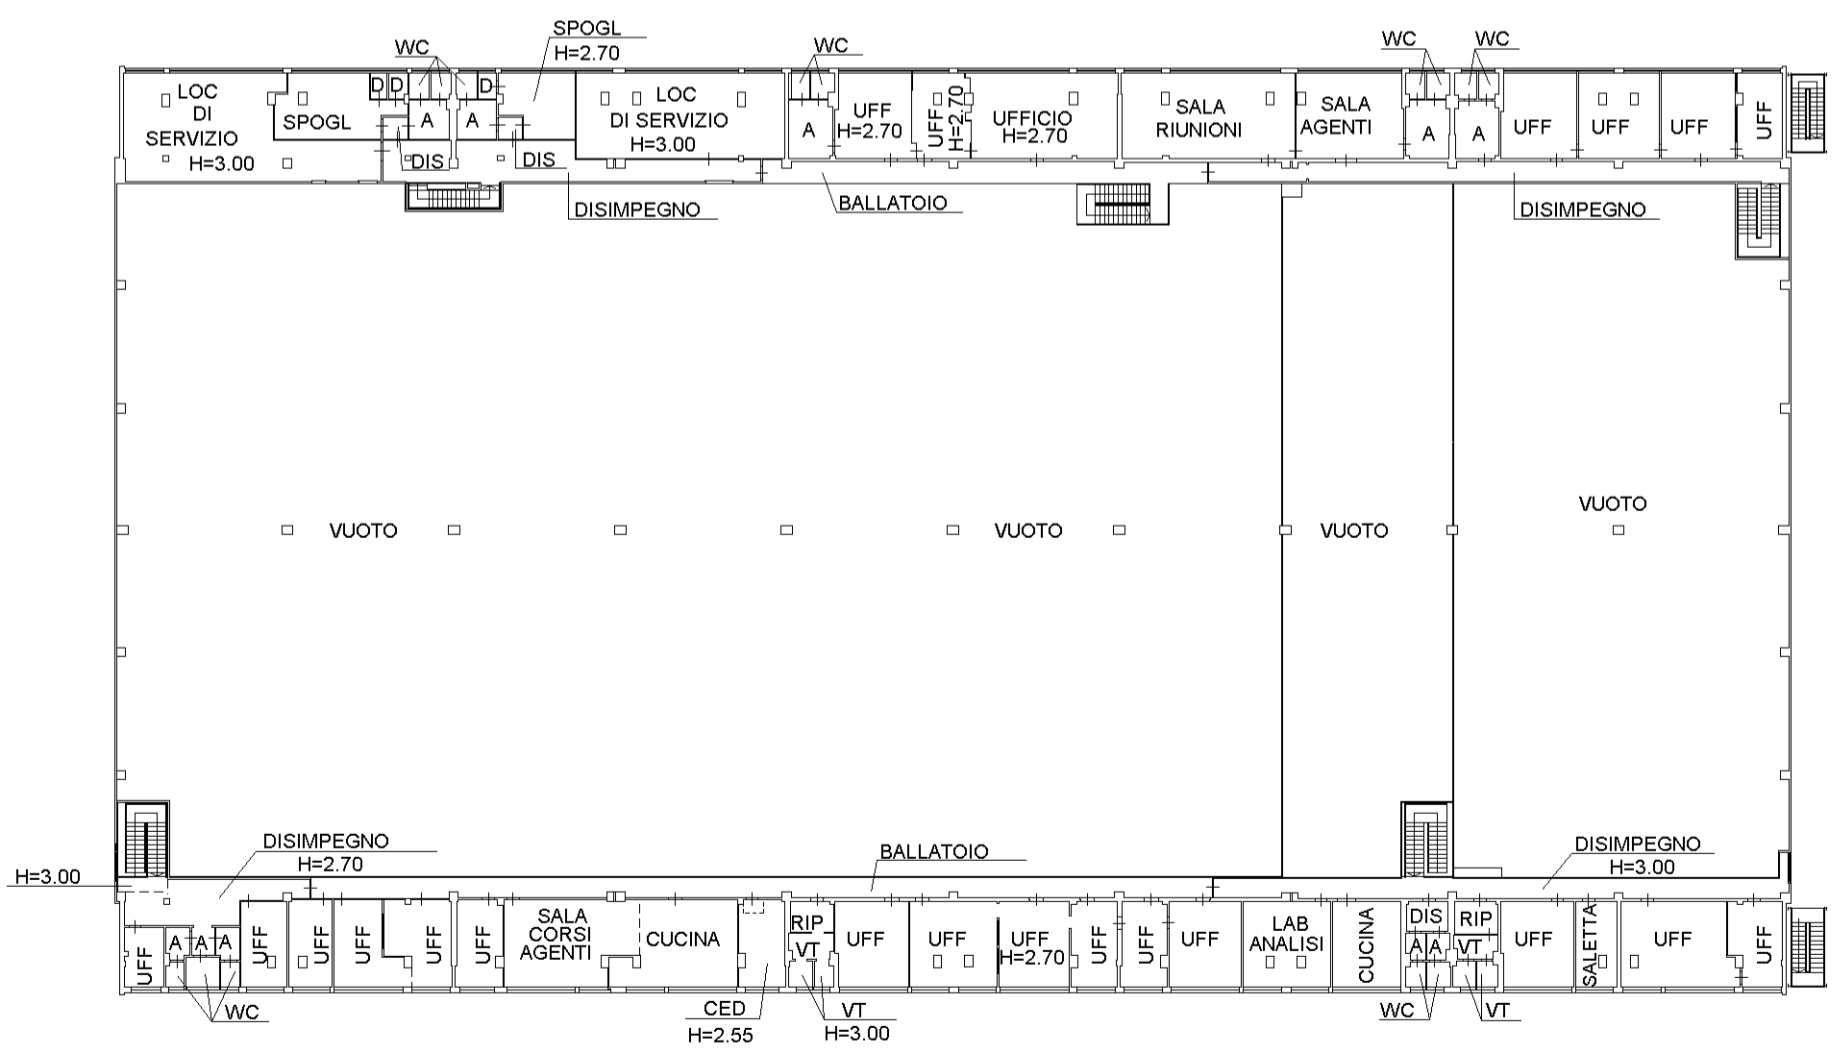 SPOGL
H=2.70
WC
WC
WC
WC
LOC
DI
SERVIZIO
H=3.00
SPOGL
D
D
D
A
A
DIS
DIS
LOC
DI SERVIZIO
H=3.00
A
UFF
H=2.70
UFF
H=2.70
UFFICIO
H=2.70
SALA
RIUNIONI
SALA
AGENTI
A
A
UFF
UFF
UFF
UFF
DISIMPEGNO
BALLATOIO
DISIMPEGNO
VUOTO
VUOTO
VUOTO
VUOTO
DISIMPEGNO
H=2.70
H=3.00
BALLATOIO
DISIMPEGNO
H=3.00
UFF
A
A
A
UFF
UFF
UFF
UFF
UFF
SALA
CORSI
AGENTI
CUCINA
RIP
VT
UFF
UFF
UFF
H=2.70
UFF
UFF
UFF
LAB
ANALISI
CUCINA
DIS
A
A
RIP
VT
UFF
SALETTA
UFF
UFF
WC
CED
H=2.55
VT
H=3.00
WC
VT